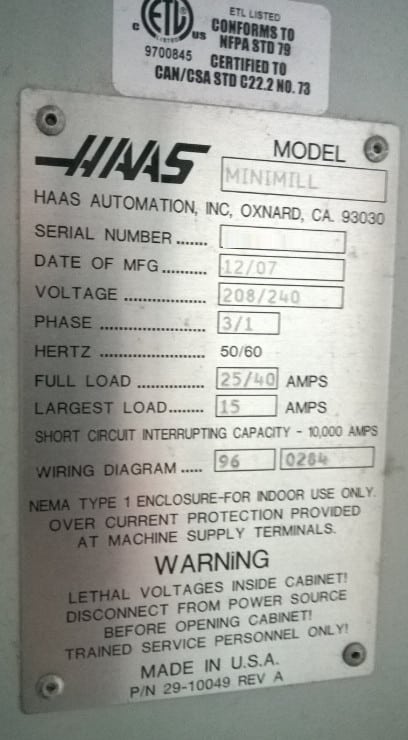 ETL LISTED
CONFORMS TO
NFPA STD 79
CERTIFIED TO
CAN/CSA STD C22.2 NO. 73
C ETL US
LISTED
9700845
HAAS
MODEL MINIMILL
HAAS AUTOMATION, INC, OXNARD, CA. 93030
SERIAL NUMBER .......
DATE OF MFG.......... 12/07
VOLTAGE .................. 208/240
PHASE ....................... 3/1
HERTZ ....................... 50/60
FULL LOAD ............... 25/40 AMPS
LARGEST LOAD........ 15 AMPS
SHORT CIRCUIT INTERRUPTING CAPACITY - 10,000 AMPS
WIRING DIAGRAM ..... 96 0284
NEMA TYPE 1 ENCLOSURE-FOR INDOOR USE ONLY.
OVER CURRENT PROTECTION PROVIDED
AT MACHINE SUPPLY TERMINALS.
WARNiNG
LETHAL VOLTAGES INSIDE CABINET!
DISCONNECT FROM POWER SOURCE
BEFORE OPENING CABINET!
TRAINED SERVICE PERSONNEL ONLY!
MADE IN U.S.A.
P/N 29-10049 REV A